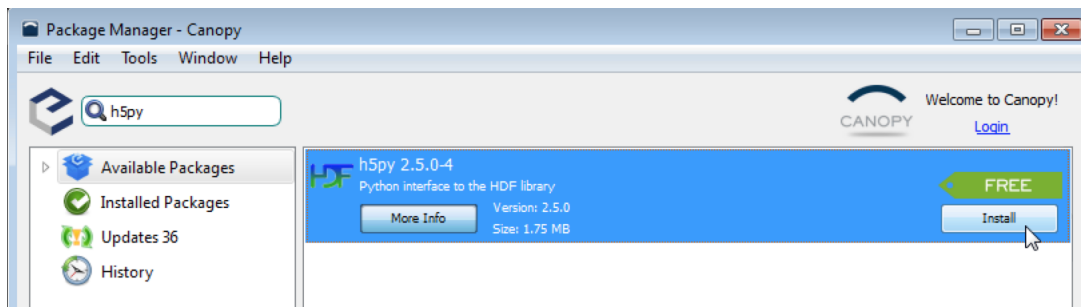 Package Manager - Canopy
File Edit Tools Window Help
h5py
CANOPY
Welcome to Canopy!
Login
Available Packages
Installed Packages
Updates 36
History
HDF
h5py 2.5.0-4
Python interface to the HDF library
More Info
Version: 2.5.0
Size: 1.75 MB
FREE
Install